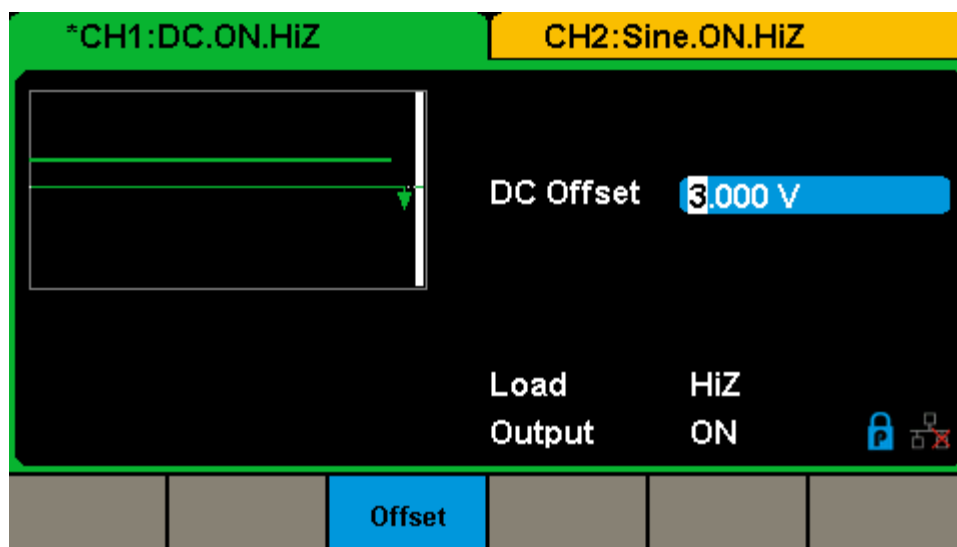 *CH1:DC.ON.HiZ
CH2:Sine.ON.HiZ
DC Offset 3.000 V
Load HiZ
Output ON
P
Offset